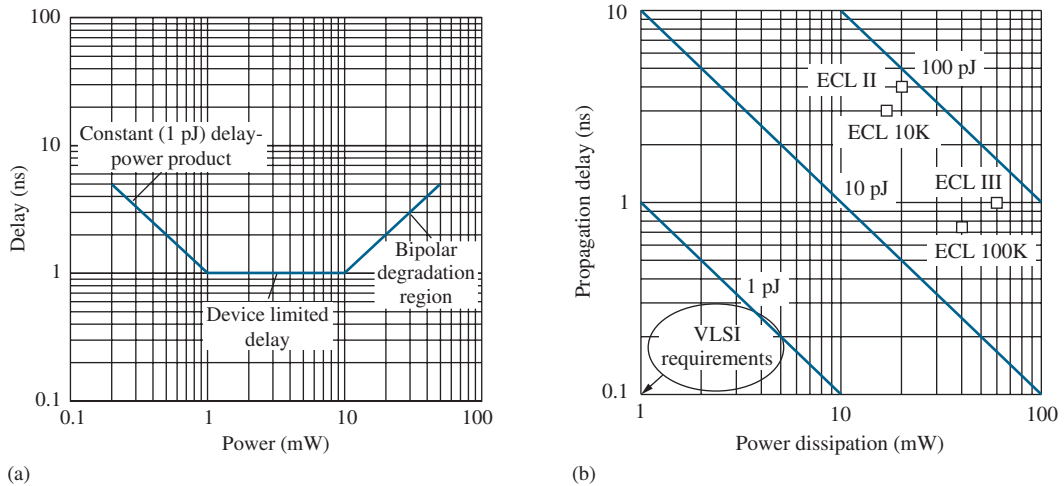 100
10
1
0.1
Delay (ns)
Constant (1 pJ) delay-
power product
Device limited
delay
Bipolar
degradation
region
0.1
1
10
100
Power (mW)
(a)
10
1
0.1
Propagation delay (ns)
ECL II
100 pJ
ECL 10K
10 pJ
ECL III
ECL 100K
1 pJ
VLSI
requirements
1
10
100
Power dissipation (mW)
(b)